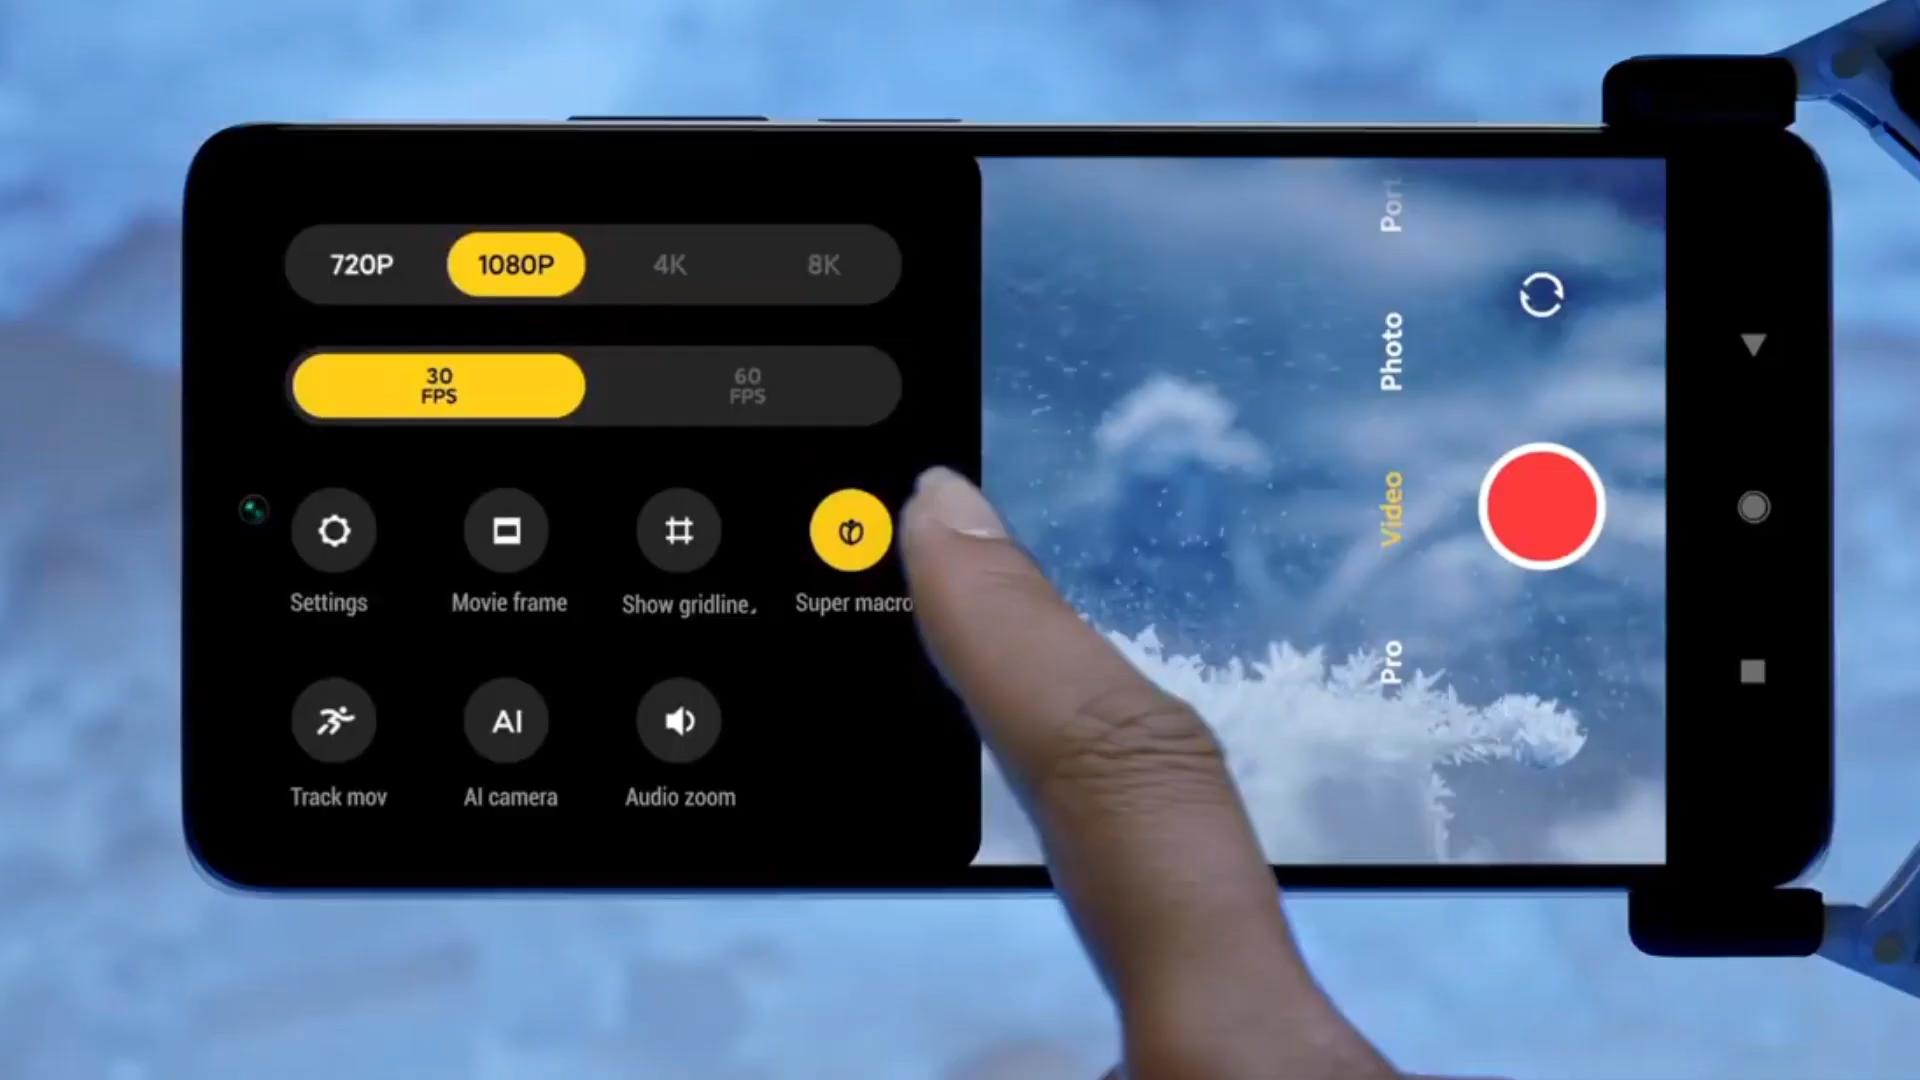 720P
1080P
4K
8K
30
FPS
60
FPS
Settings
Movie frame
Show gridline.
Super macro
Track mov
AI
AI camera
Audio zoom
Port
Photo
Video
Pro